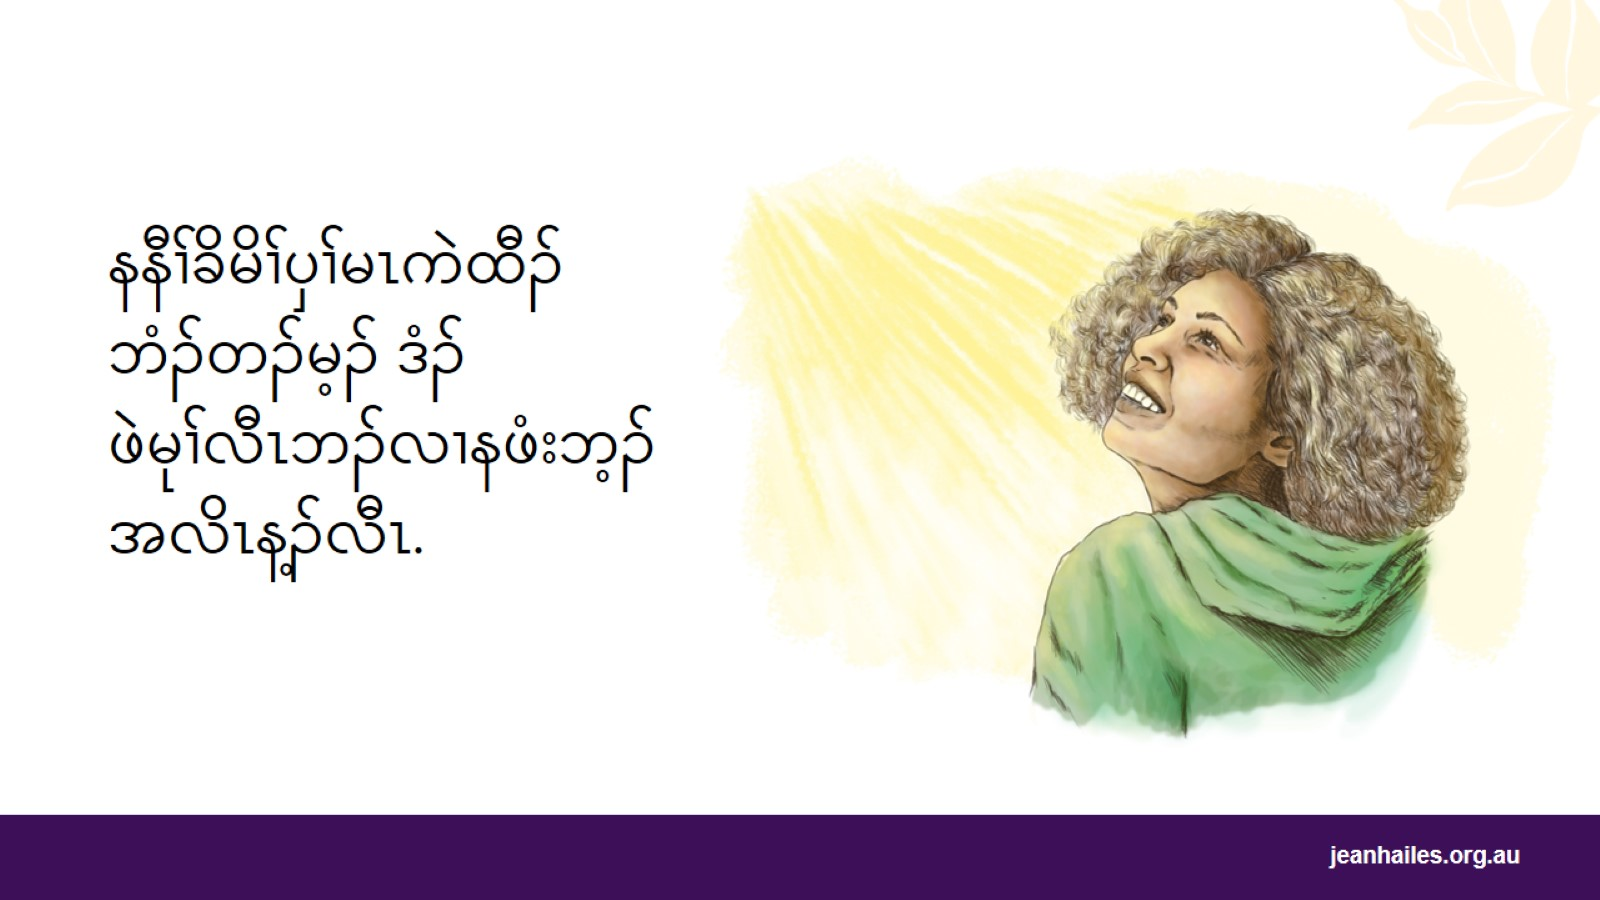 နနီၢ်ခိမိၢ်ပှၢ်မၤကဲထီၣ်
ဘံၣ်တၣ်မ့ၣ် ဒံၣ်
ဖဲမုၢ်လီၤဘၣ်လၢနဖံးဘ့ၣ်
အလိၤန့ၣ်လီၤ.
jeanhailes.org.au